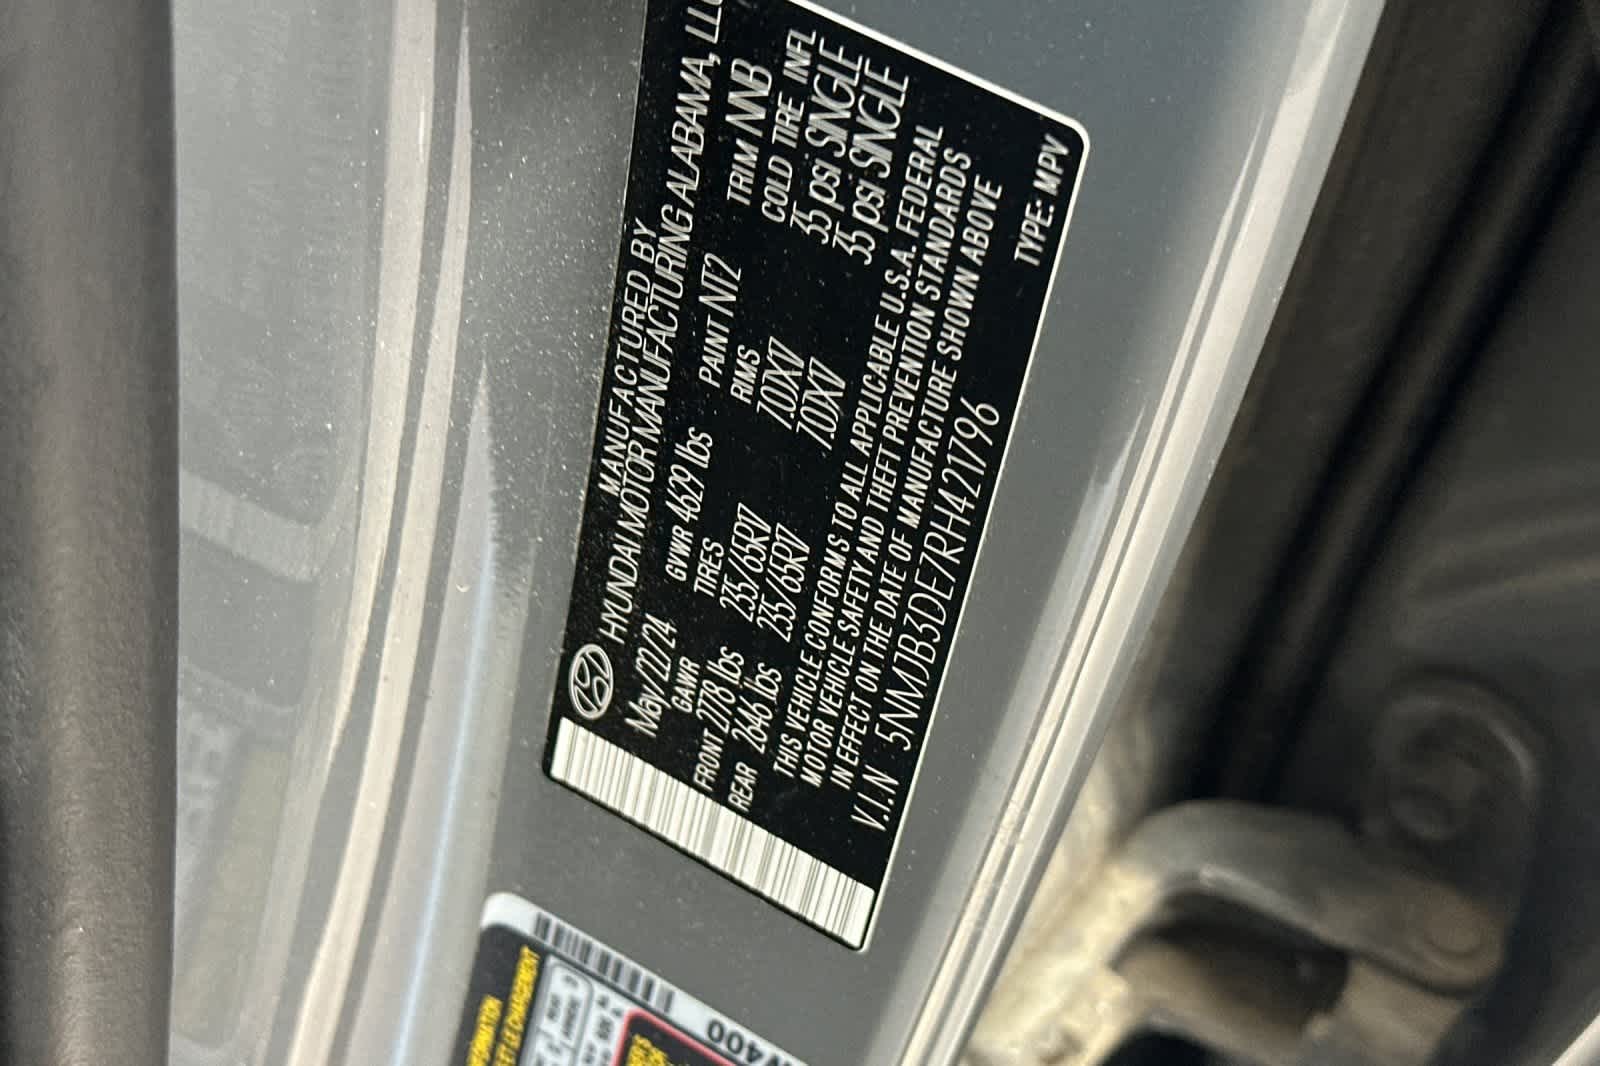 MANUFACTURED BY
HYUNDAI MOTOR MANUFACTURING ALABAMA, LLC
May/22/24 GVWR 4629 lbs PAINT NT2 TRIM NNB
GAWR TIRES RIMS COLD TIRE INFL
FRONT 2778 lbs 235/65R17 7.0X17 35 psi SINGLE
REAR 2646 lbs 235/65R17 7.0X17 35 psi SINGLE
THIS VEHICLE CONFORMS TO ALL APPLICABLE U.S.A. FEDERAL
MOTOR VEHICLE SAFETY AND THEFT PREVENTION STANDARDS
IN EFFECT ON THE DATE OF MANUFACTURE SHOWN ABOVE
V.I.N 5NMJB3DE7RH421796 TYPE: MPV
W400